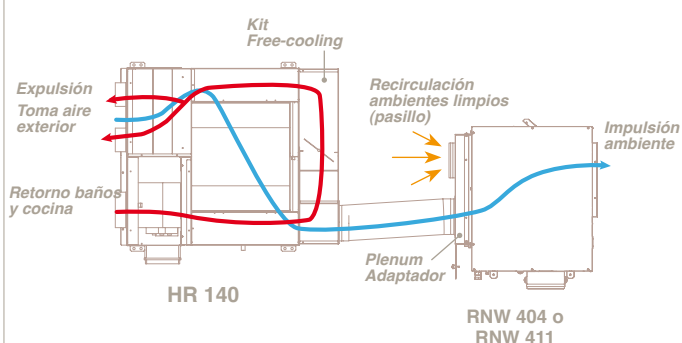 Kit
Free-cooling
Expulsión
Toma aire
exterior
Retorno baños
y cocina
Recirculación
ambientes limpios
(pasillo)
Impulsión
ambiente
Plenum
Adaptador
HR 140
RNW 404 o
RNW 411